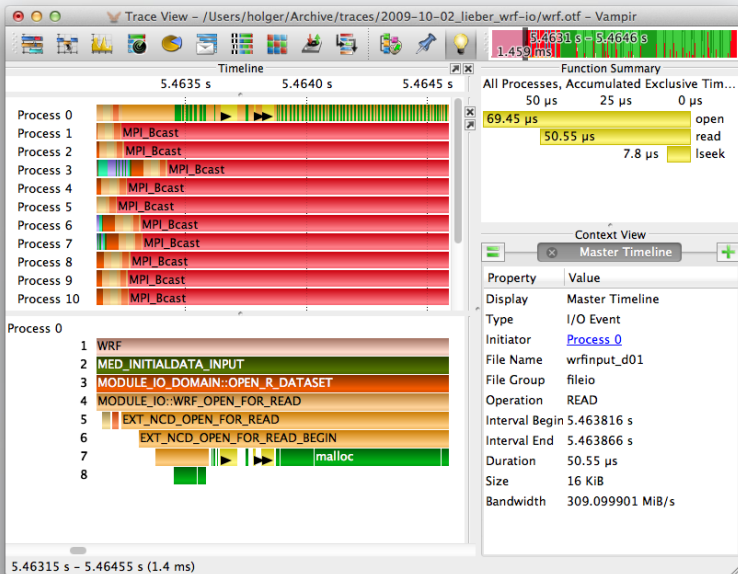 Trace View - /Users/holger/Archive/traces/2009-10-02_lieber_wrf-io/wrf.otf - Vampir
5.4631 s - 5.4646 s
1.459 ms
Timeline
5.4635 s 5.4640 s 5.4645 s
Process 0
Process 1 MPI_Bcast
Process 2 MPI_Bcast
Process 3 MPI_Bcast
Process 4 MPI_Bcast
Process 5 MPI_Bcast
Process 6 MPI_Bcast
Process 7 MPI_Bcast
Process 8 MPI_Bcast
Process 9 MPI_Bcast
Process 10 MPI_Bcast
Process 0
1 WRF
2 MED_INITIALDATA_INPUT
3 MODULE_IO_DOMAIN::OPEN_R_DATASET
4 MODULE_IO::WRF_OPEN_FOR_READ
5 EXT_NCD_OPEN_FOR_READ
6 EXT_NCD_OPEN_FOR_READ_BEGIN
7 malloc
8
Function Summary
All Processes, Accumulated Exclusive Tim...
50 µs 25 µs 0 µs
69.45 µs open
50.55 µs read
7.8 µs lseek
Context View
Master Timeline
Property Value
Display Master Timeline
Type I/O Event
Initiator Process 0
File Name wrfinput_d01
File Group fileio
Operation READ
Interval Begin 5.463816 s
Interval End 5.463866 s
Duration 50.55 µs
Size 16 KiB
Bandwidth 309.099901 MiB/s
5.46315 s - 5.46455 s (1.4 ms)